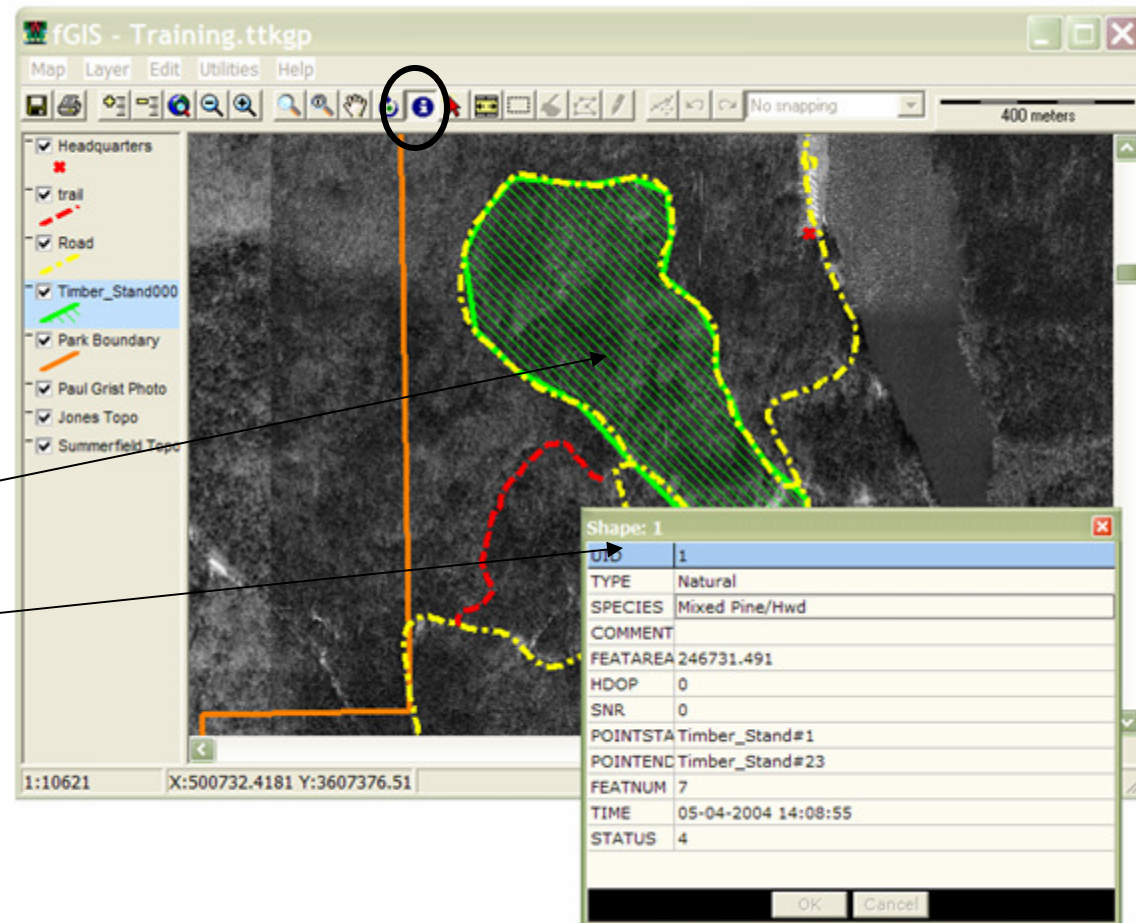 fGIS - Training.ttkgp
Map Layer Edit Utilities Help
No snapping
400 meters
Headquarters
trail
Road
Timber_Stand000
Park Boundary
Paul Grist Photo
Jones Topo
Summerfield Topo
Shape: 1
UID 1
TYPE Natural
SPECIES Mixed Pine/Hwd
COMMENT
FEATAREA 246731.491
HDOP 0
SNR 0
POINTSTA Timber_Stand#1
POINTEND Timber_Stand#23
FEATNUM 7
TIME 05-04-2004 14:08:55
STATUS 4
OK Cancel
1:10621 X:500732.4181 Y:3607376.51